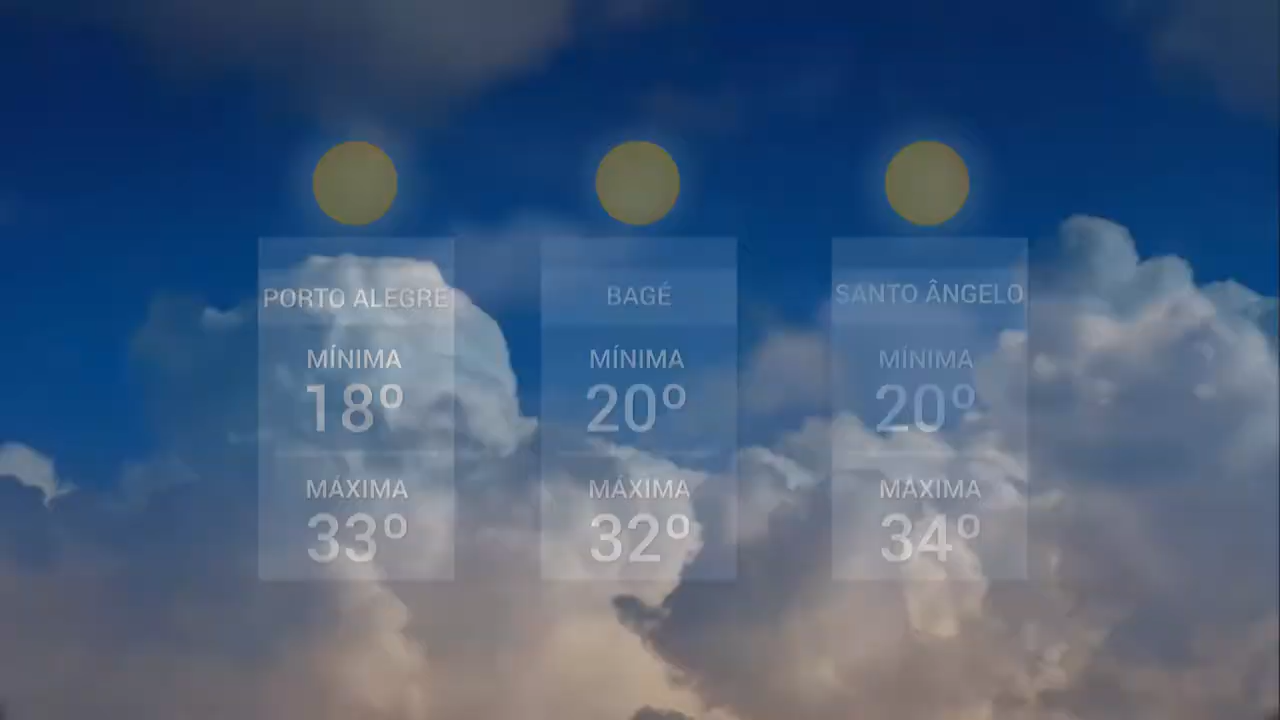 PORTO ALEGRE
MÍNIMA
18º
MÁXIMA
33º
BAGÉ
MÍNIMA
20º
MÁXIMA
32º
SANTO ÂNGELO
MÍNIMA
20º
MÁXIMA
34º